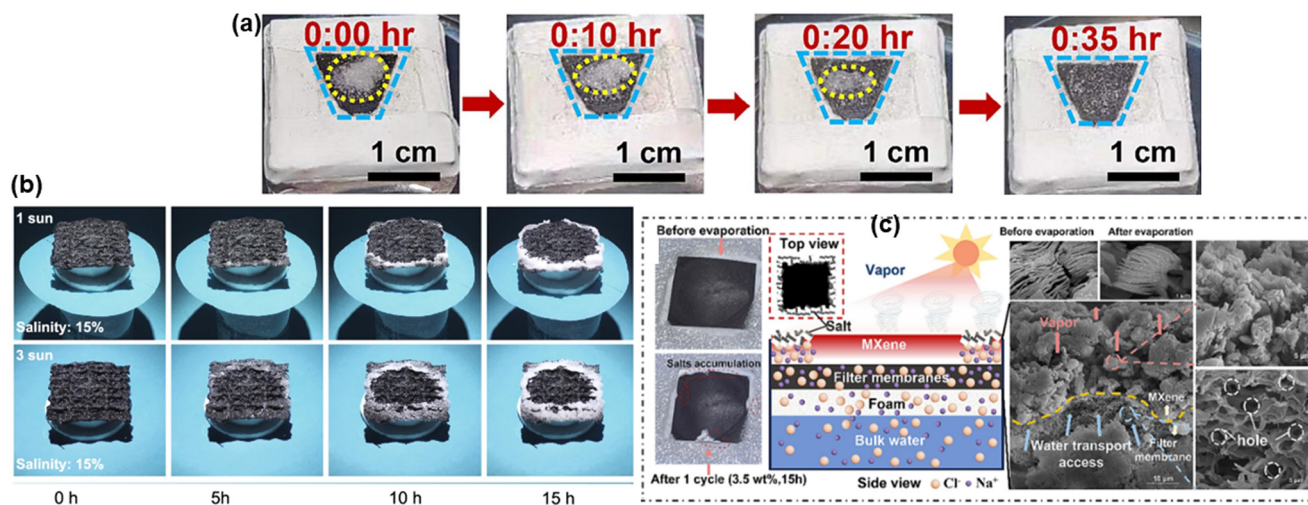 (a)
0:00 hr
0:10 hr
0:20 hr
0:35 hr
1 cm
1 cm
1 cm
1 cm
(b)
1 sun
Salinity: 15%
3 sun
Salinity: 15%
0 h
5h
10 h
15 h
(c)
Before evaporation
Salts accumulation
After 1 cycle (3.5 wt%,15h)
Top view
Vapor
Salt
MXene
Filter membranes
Foam
Bulk water
Side view
Cl⁻
Na⁺
Before evaporation
After evaporation
Vapor
MXene
Water transport
access
Filter
membrane
hole